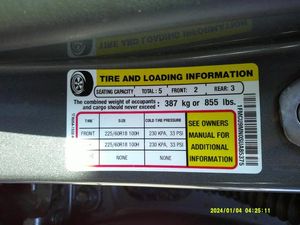 TIRE AND LOADING INFORMATION
SEATING CAPACITY TOTAL: 5 FRONT: 2 REAR: 3
The combined weight of occupants and cargo should never exceed : 387 kg or 855 lbs.
TIRE SIZE COLD TIRE PRESSURE
FRONT 225/60R18 100H 230 KPA, 33 PSI
225/60R18 100H 230 KPA, 33 PSI
NONE NONE
SEE OWNERS
MANUAL FOR
ADDITIONAL
INFORMATION
2024/01/04 04:25:11